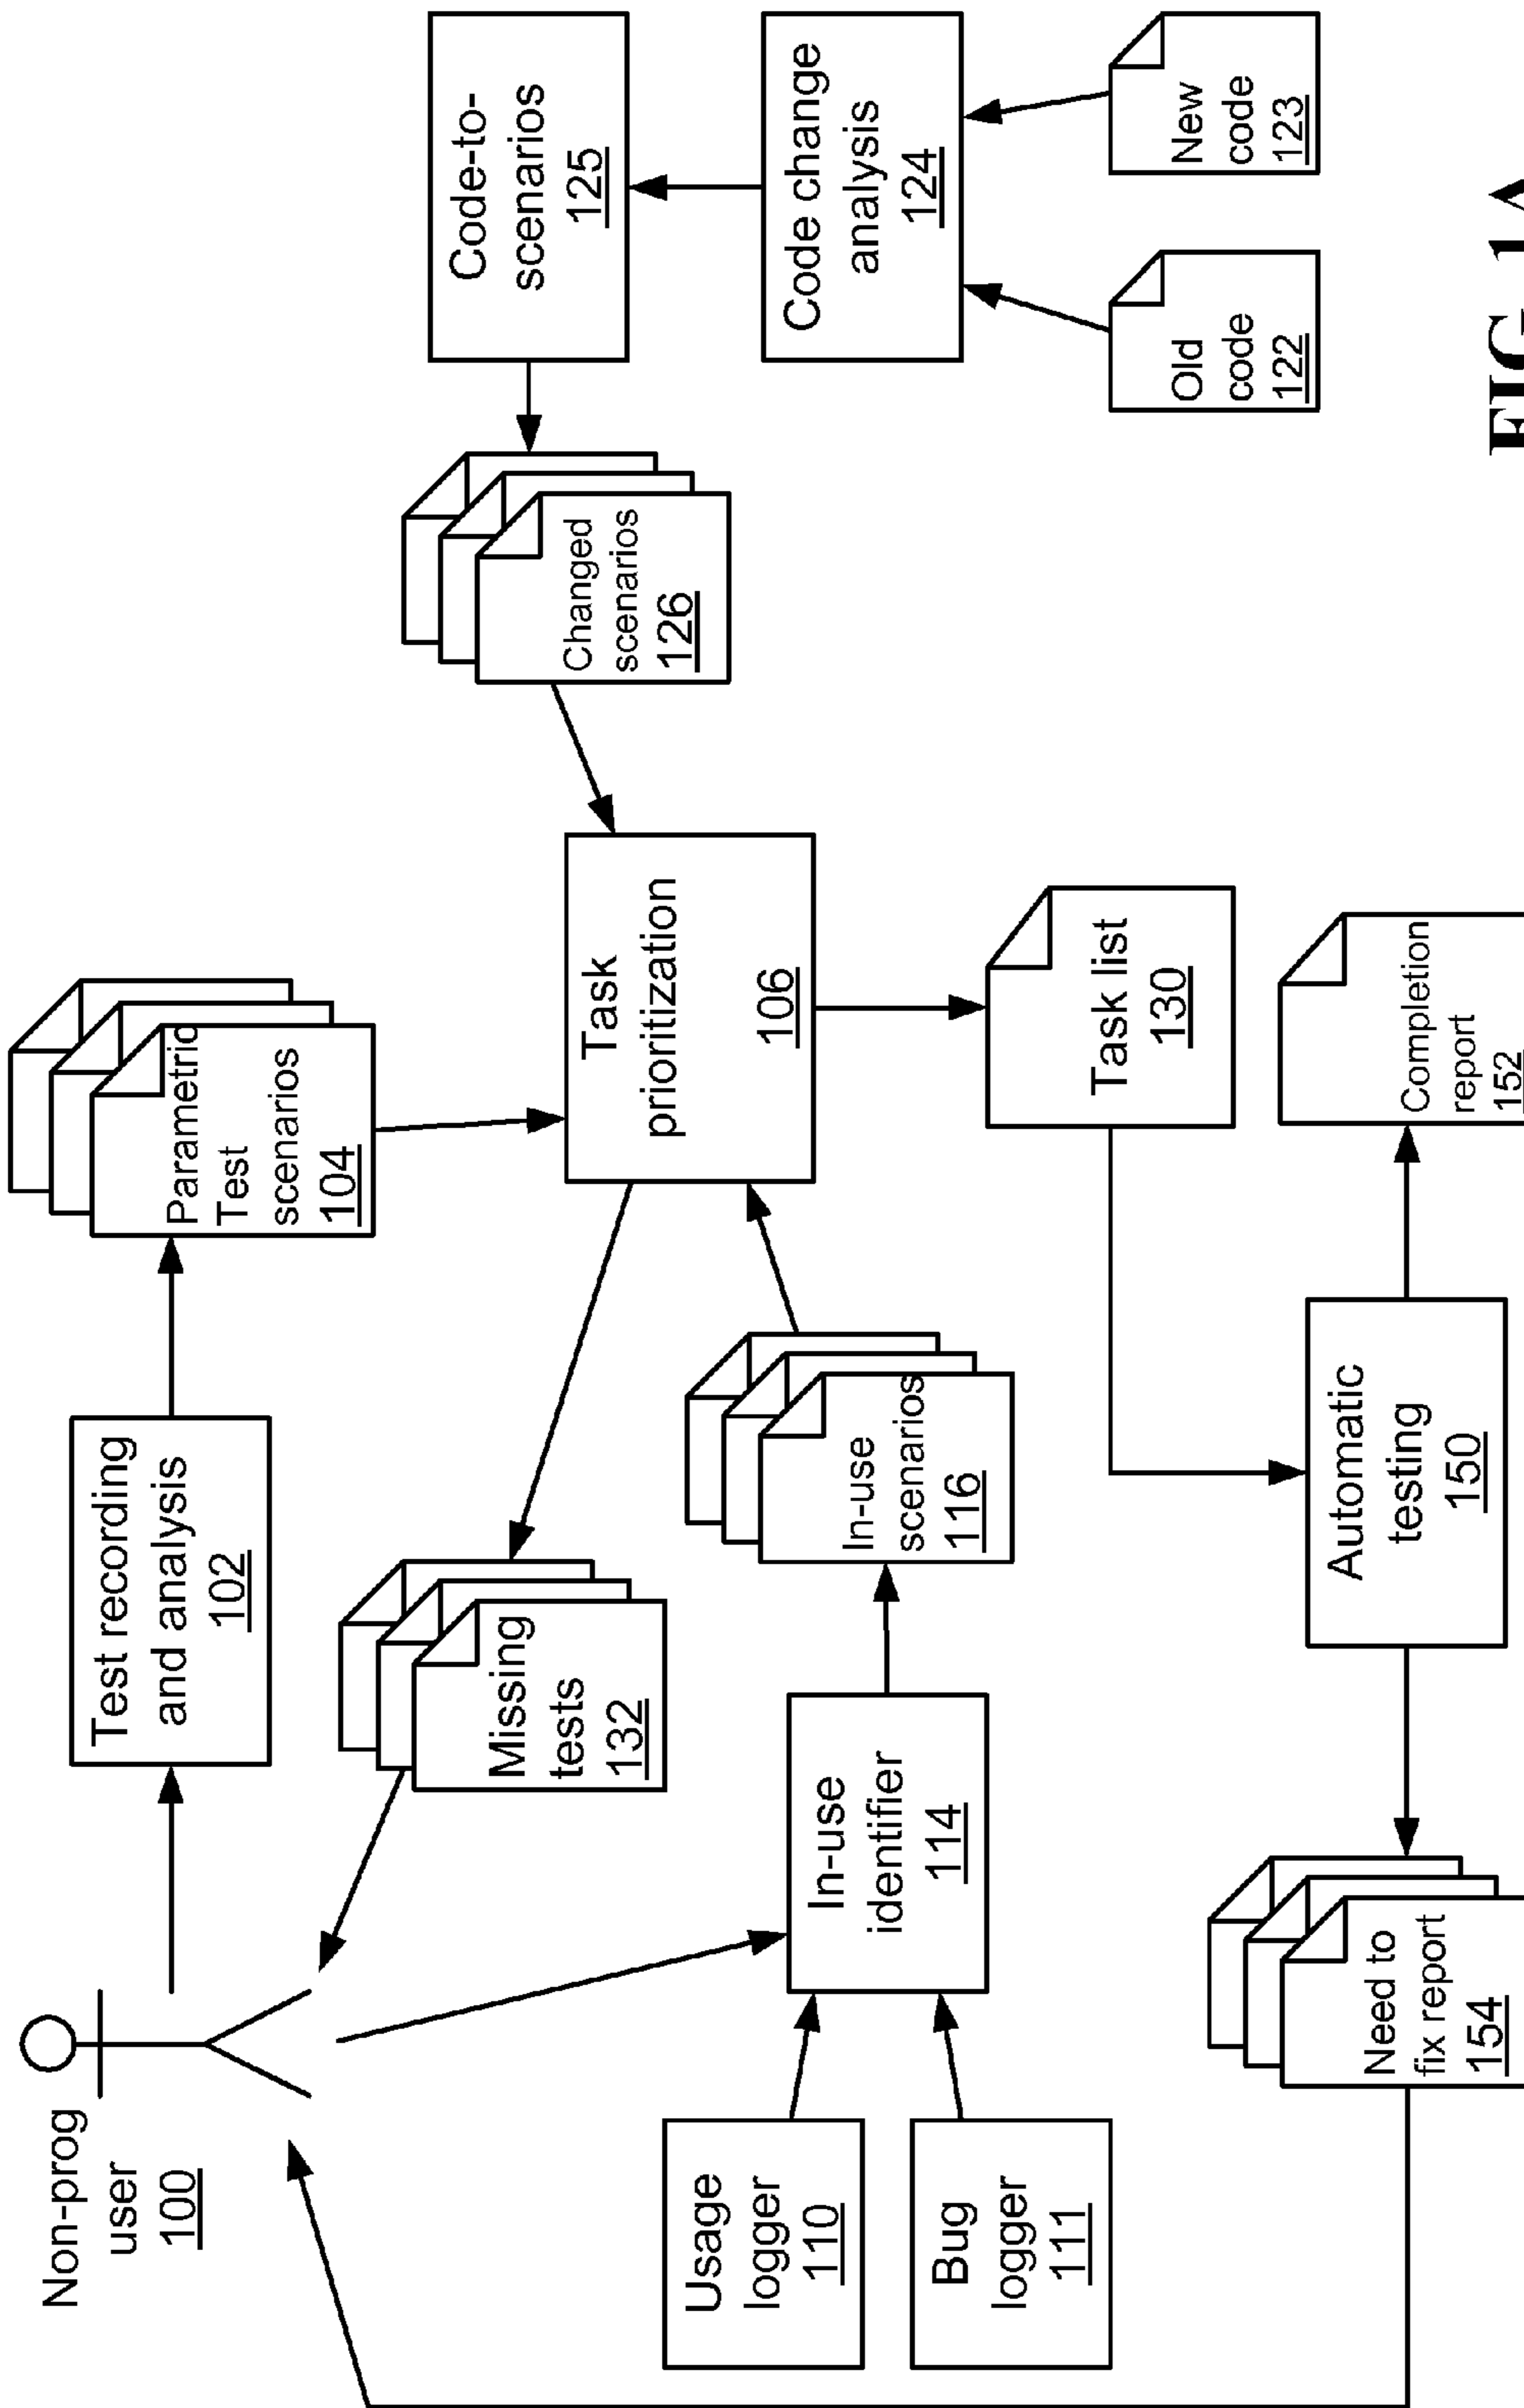 Non-prog
user
100
Test recording
and analysis
102
Parametric
Test
scenarios
104
Code-to-
scenarios
125
Changed
scenarios
126
Missing
tests
132
Task
prioritization
106
Code change
analysis
124
Usage
logger
110
Bug
logger
111
In-use
identifier
114
In-use
scenarios
116
Task list
130
Old
code
122
New
code
123
Need to
fix report
154
Automatic
testing
150
Completion
report
152
FIG. 1A